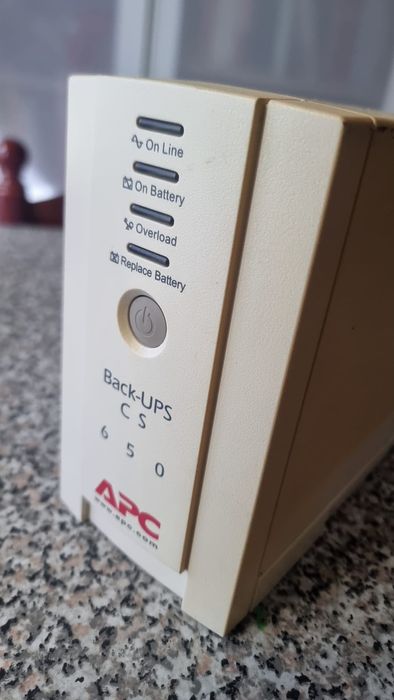 On Line
On Battery
Overload
Replace Battery
Back-UPS
CS
650
APC
www.apc.com